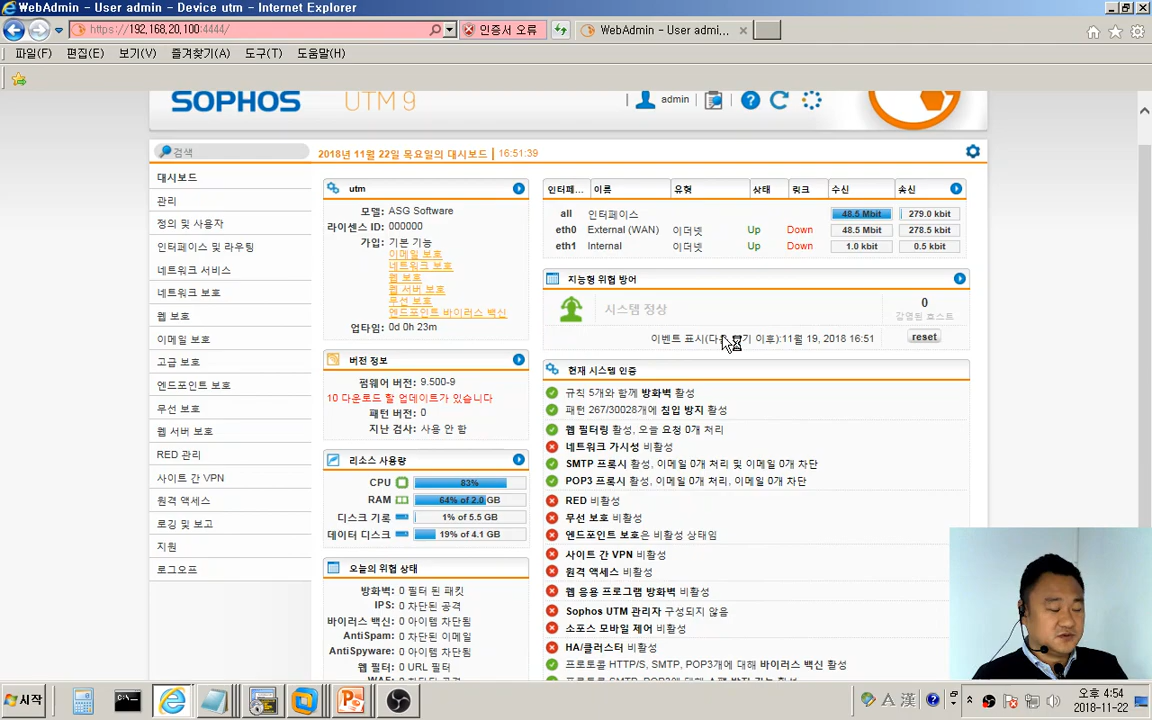 WebAdmin - User admin - Device utm - Internet Explorer
https://192,168,20,100:4444/
인증서 오류
WebAdmin - User admi...
파일(F) 편집(E) 보기(V) 즐겨찾기(A) 도구(T) 도움말(H)
SOPHOS UTM 9
admin
검색
2018년 11월 22일 목요일의 대시보드 | 16:51:39
대시보드
관리
정의 및 사용자
인터페이스 및 라우팅
네트워크 서비스
네트워크 보호
웹 보호
이메일 보호
고급 보호
엔드포인트 보호
무선 보호
웹 서버 보호
RED 관리
사이트 간 VPN
원격 액세스
로깅 및 보고
지원
로그오프
utm
모델: ASG Software
라이센스 ID: 000000
가입: 기본 기능
이메일 보호
네트워크 보호
웹 보호
웹 서버 보호
무선 보호
엔드포인트 바이러스 백신
업타임: 0d 0h 23m
버전 정보
펌웨어 버전: 9.500-9
10 다운로드 할 업데이트가 있습니다
패턴 버전: 0
지난 검사: 사용 안 함
리소스 사용량
CPU 83%
RAM 64% of 2.0 GB
디스크 기록 1% of 5.5 GB
데이터 디스크 19% of 4.1 GB
오늘의 위험 상태
방화벽: 0 필터 된 패킷
IPS: 0 차단된 공격
바이러스 백신: 0 아이템 차단됨
AntiSpam: 0 차단된 이메일
AntiSpyware: 0 아이템 차단됨
웹 필터: 0 URL 필터
인터페... 이름 유형 상태 링크 수신 송신
all 인터페이스 48.5 Mbit 279.0 kbit
eth0 External (WAN) 이더넷 Up Down 48.5 Mbit 278.5 kbit
eth1 Internal 이더넷 Up Down 1.0 kbit 0.5 kbit
지능형 위험 방어
시스템 정상
0
감염된 호스트
이벤트 표시(다음 이후):11월 19, 2018 16:51 reset
현재 시스템 인증
규칙 5개와 함께 방화벽 활성
패턴 267/30028개에 침입 방지 활성
웹 필터링 활성, 오늘 요청 0개 처리
네트워크 가시성 비활성
SMTP 프록시 활성, 이메일 0개 처리 및 이메일 0개 차단
POP3 프록시 활성, 이메일 0개 처리, 이메일 0개 차단
RED 비활성
무선 보호 비활성
엔드포인트 보호은 비활성 상태임
사이트 간 VPN 비활성
원격 액세스 비활성
웹 응용 프로그램 방화벽 비활성
Sophos UTM 관리자 구성되지 않음
소포스 모바일 제어 비활성
HA/클러스터 비활성
프로토콜 HTTP/S, SMTP, POP3에 대해 바이러스 백신 활성
시작
A 漢
오후 4:54
2018-11-22